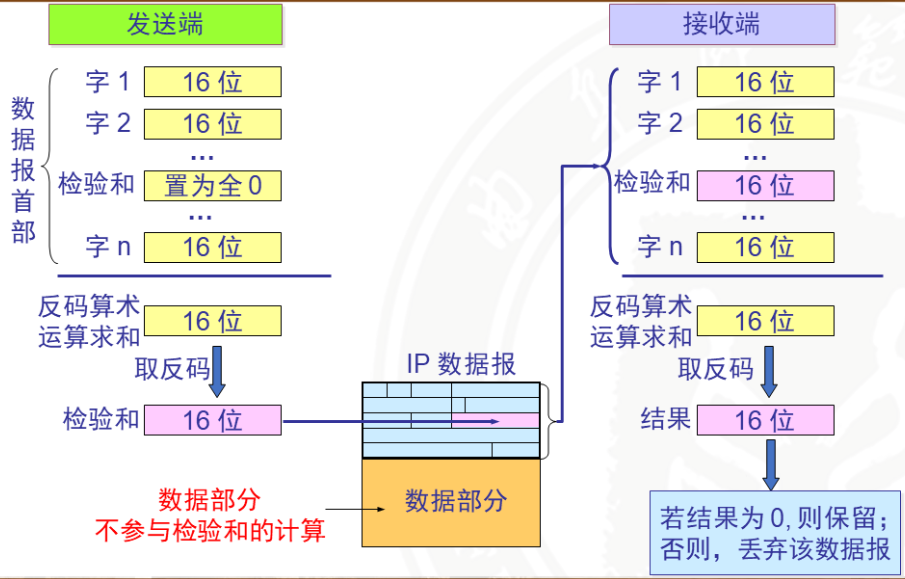 发送端
数据报首部
字 1
16 位
字 2
16 位
...
检验和
置为全 0
...
字 n
16 位
反码算术
运算求和
16 位
取反码
检验和
16 位
IP 数据报
数据部分
数据部分
不参与检验和的计算
接收端
字 1
16 位
字 2
16 位
...
检验和
16 位
...
字 n
16 位
反码算术
运算求和
16 位
取反码
结果
16 位
若结果为 0, 则保留；
否则，丢弃该数据报